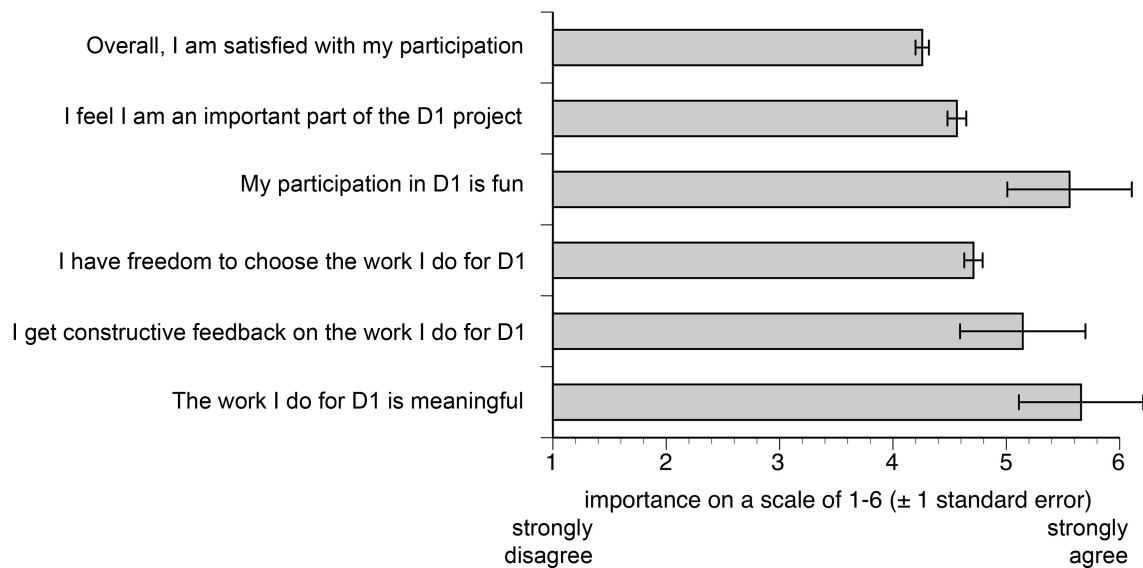 Overall, I am satisfied with my participation
I feel I am an important part of the D1 project
My participation in D1 is fun
I have freedom to choose the work I do for D1
I get constructive feedback on the work I do for D1
The work I do for D1 is meaningful
1 2 3 4 5 6
importance on a scale of 1-6 (± 1 standard error)
strongly strongly
disagree agree